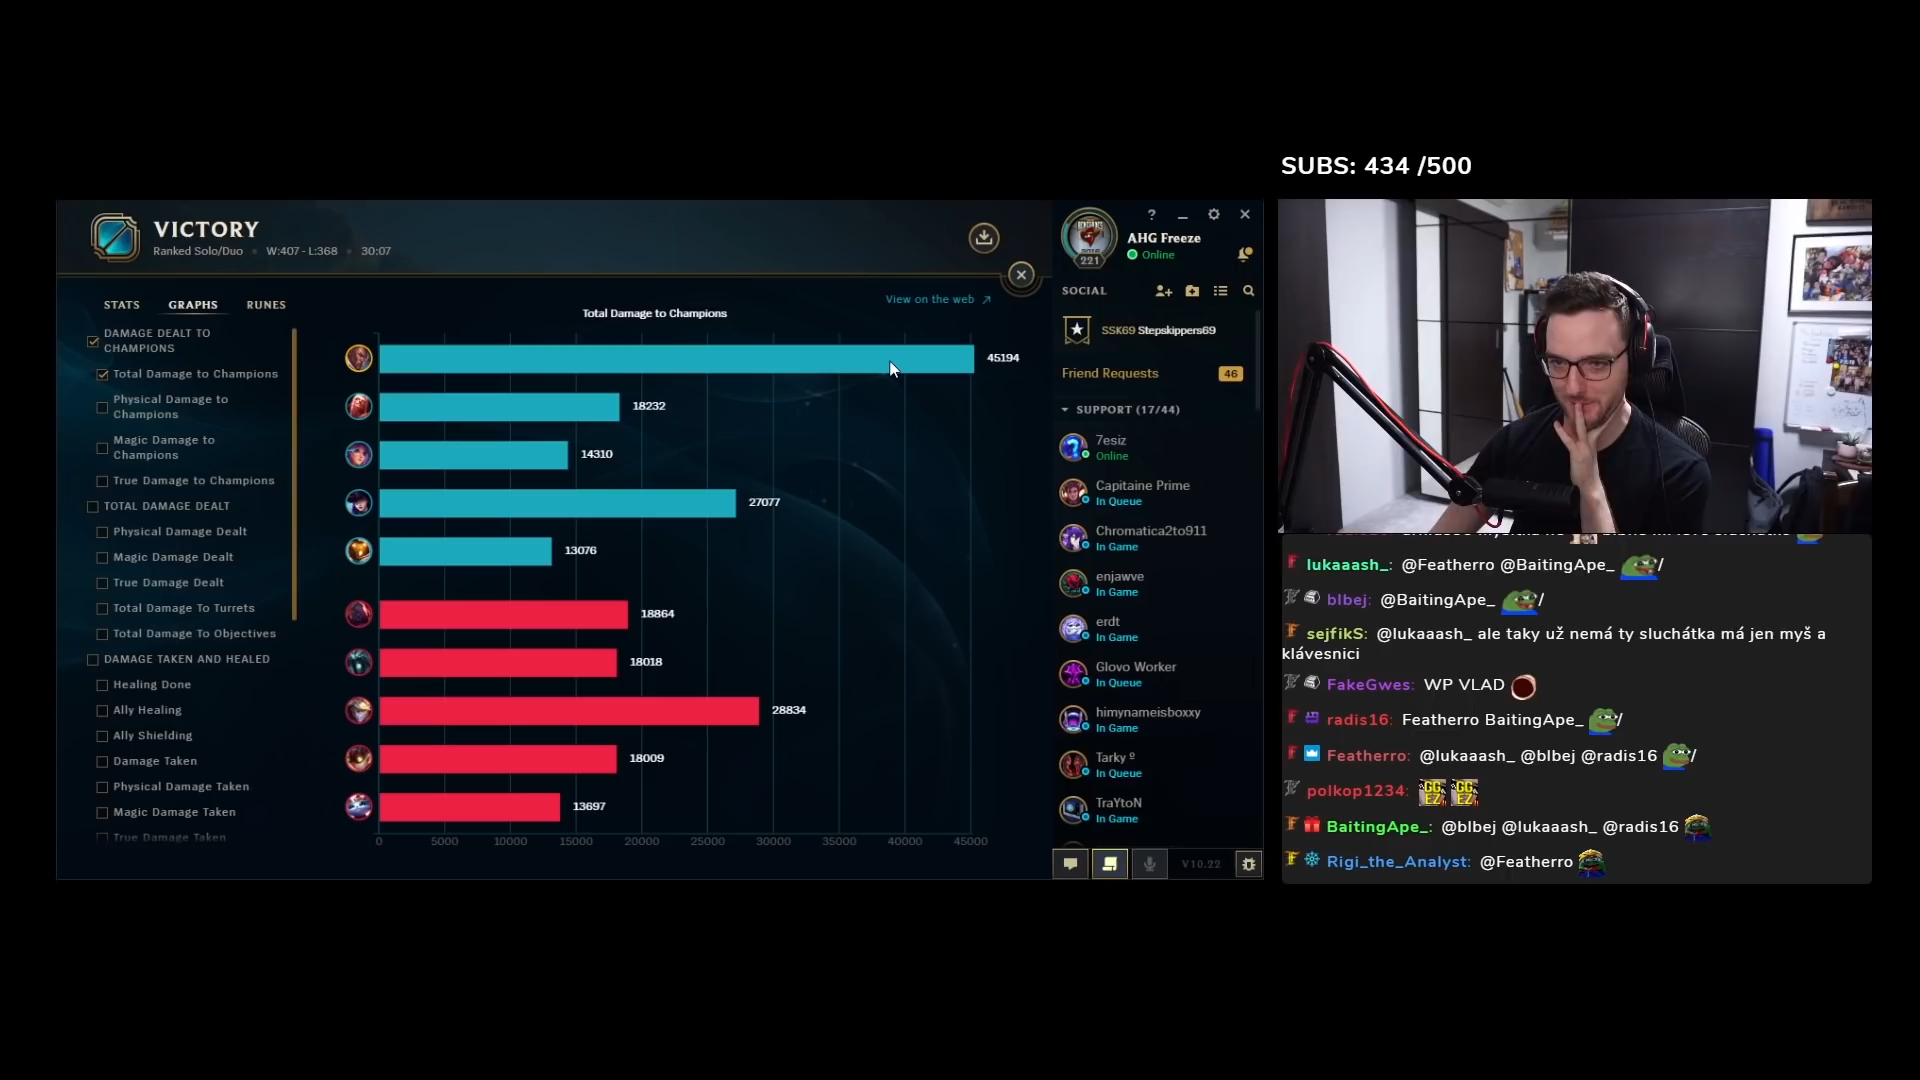 SUBS: 434 /500
VICTORY
Ranked Solo/Duo • W:407 - L:368 • 30:07
STATS
GRAPHS
RUNES
View on the web
DAMAGE DEALT TO
CHAMPIONS
Total Damage to Champions
Physical Damage to
Champions
Magic Damage to
Champions
True Damage to Champions
TOTAL DAMAGE DEALT
Physical Damage Dealt
Magic Damage Dealt
True Damage Dealt
Total Damage To Turrets
Total Damage To Objectives
DAMAGE TAKEN AND HEALED
Healing Done
Ally Healing
Ally Shielding
Damage Taken
Physical Damage Taken
Magic Damage Taken
True Damage Taken
Total Damage to Champions
45194
18232
14310
27077
13076
18864
18018
28834
18009
13697
0 5000 10000 15000 20000 25000 30000 35000 40000 45000
?
221
AHG Freeze
Online
SOCIAL
SSK69 Stepskippers69
Friend Requests 46
SUPPORT (17/44)
7esiz
Online
Capitaine Prime
In Queue
Chromatica2to911
In Game
enjawve
In Game
erdt
In Game
Glovo Worker
In Queue
himynameisboxxy
In Game
Tarky º
In Queue
TraYtoN
In Game
V10.22
lukaaash_: @Featherro @BaitingApe_ /
blbej: @BaitingApe_ /
sejfikS: @lukaaash_ ale taky už nemá ty sluchátka má jen myš a
klávesnici
FakeGwes: WP VLAD
radis16: Featherro BaitingApe_ /
Featherro: @lukaaash_ @blbej @radis16 /
polkop1234: GG EZ GG EZ
BaitingApe_: @blbej @lukaaash_ @radis16
Rigi_the_Analyst: @Featherro